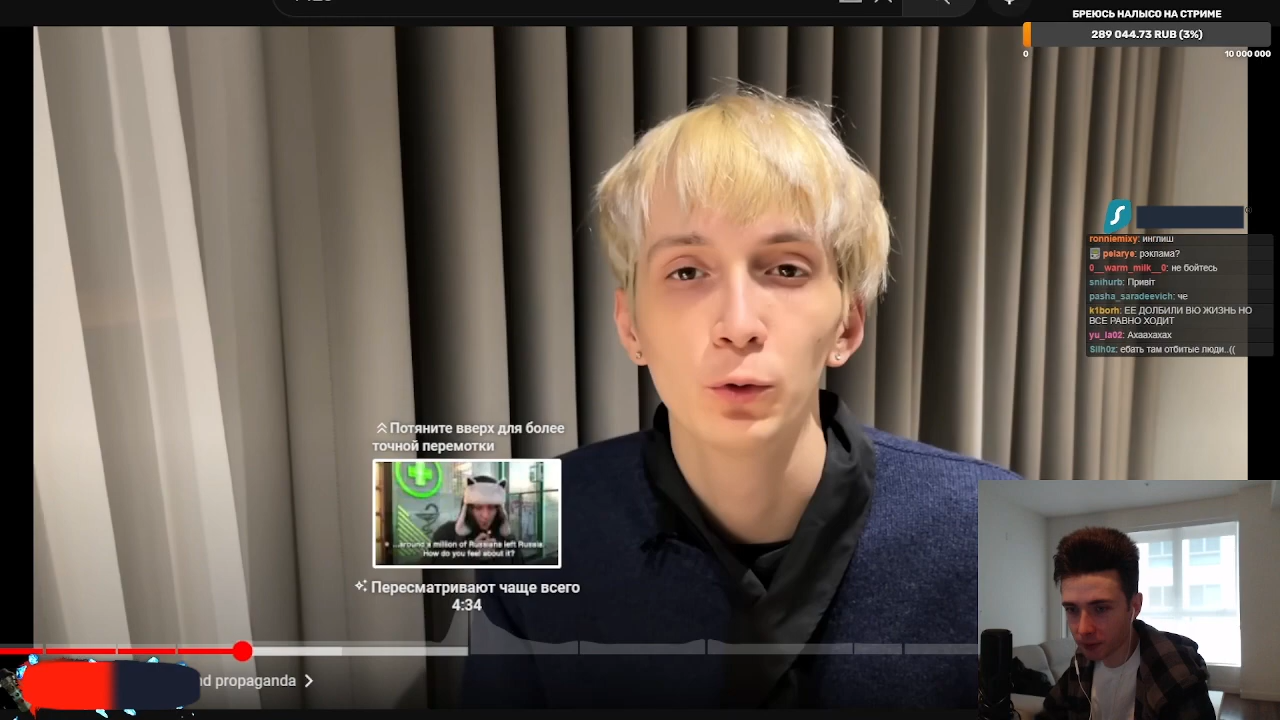 БРЕЮСЬ НАЛЫСО НА СТРИМЕ
289 044.73 RUB (3%)
0
10 000 000
ronniemixy: инглиш
pelarye: рэклама?
0__warm_milk__0: не бойтесь
snihurb: Привiт
pasha_saradeevich: че
k1borh: ЕЕ ДОЛБИЛИ ВЮ ЖИЗНЬ НО
ВСЕ РАВНО ХОДИТ
yu_la02: Ахаахахах
Silh0z: ебать там отбитые люди..((
Потяните вверх для более
точной перемотки
...around a million of Russians left Russia.
How do you feel about it?
Пересматривают чаще всего
4:34
nd propaganda